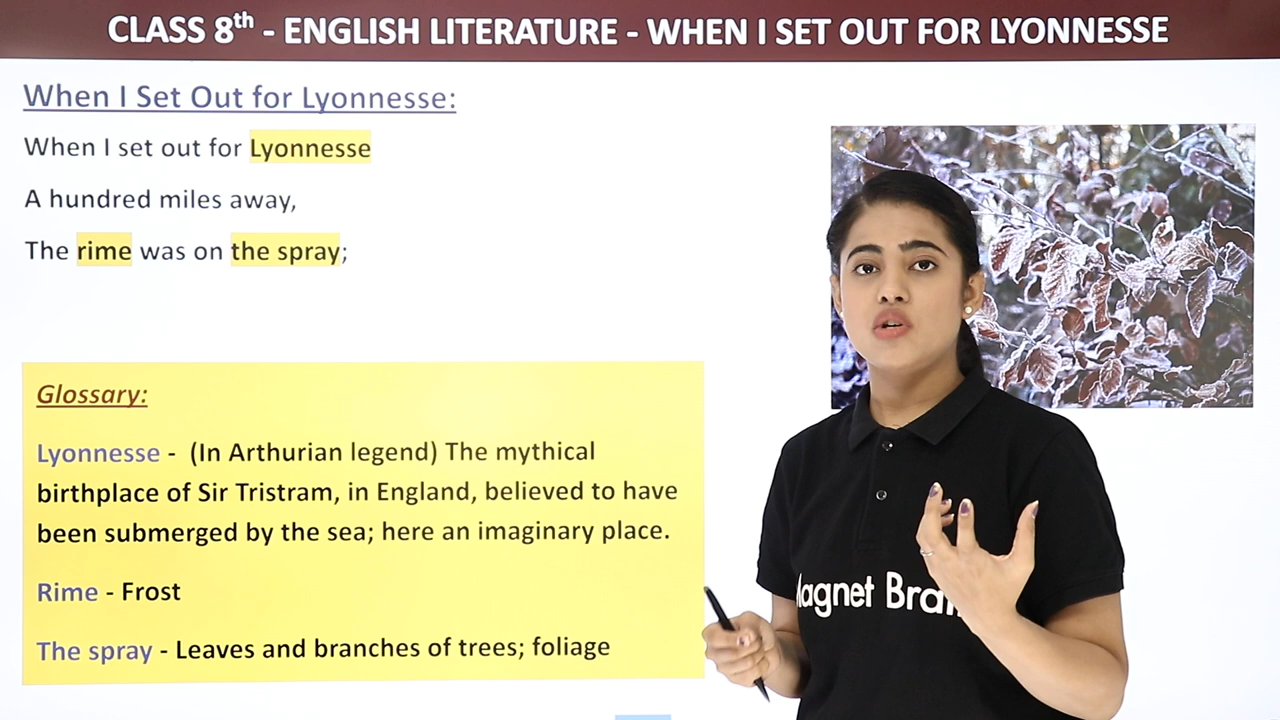 CLASS 8th - ENGLISH LITERATURE - WHEN I SET OUT FOR LYONNESSE
When I Set Out for Lyonnesse:
When I set out for Lyonnesse
A hundred miles away,
The rime was on the spray;
Glossary:
Lyonnesse - (In Arthurian legend) The mythical
birthplace of Sir Tristram, in England, believed to have
been submerged by the sea; here an imaginary place.
Rime - Frost
The spray - Leaves and branches of trees; foliage
Magnet Brain